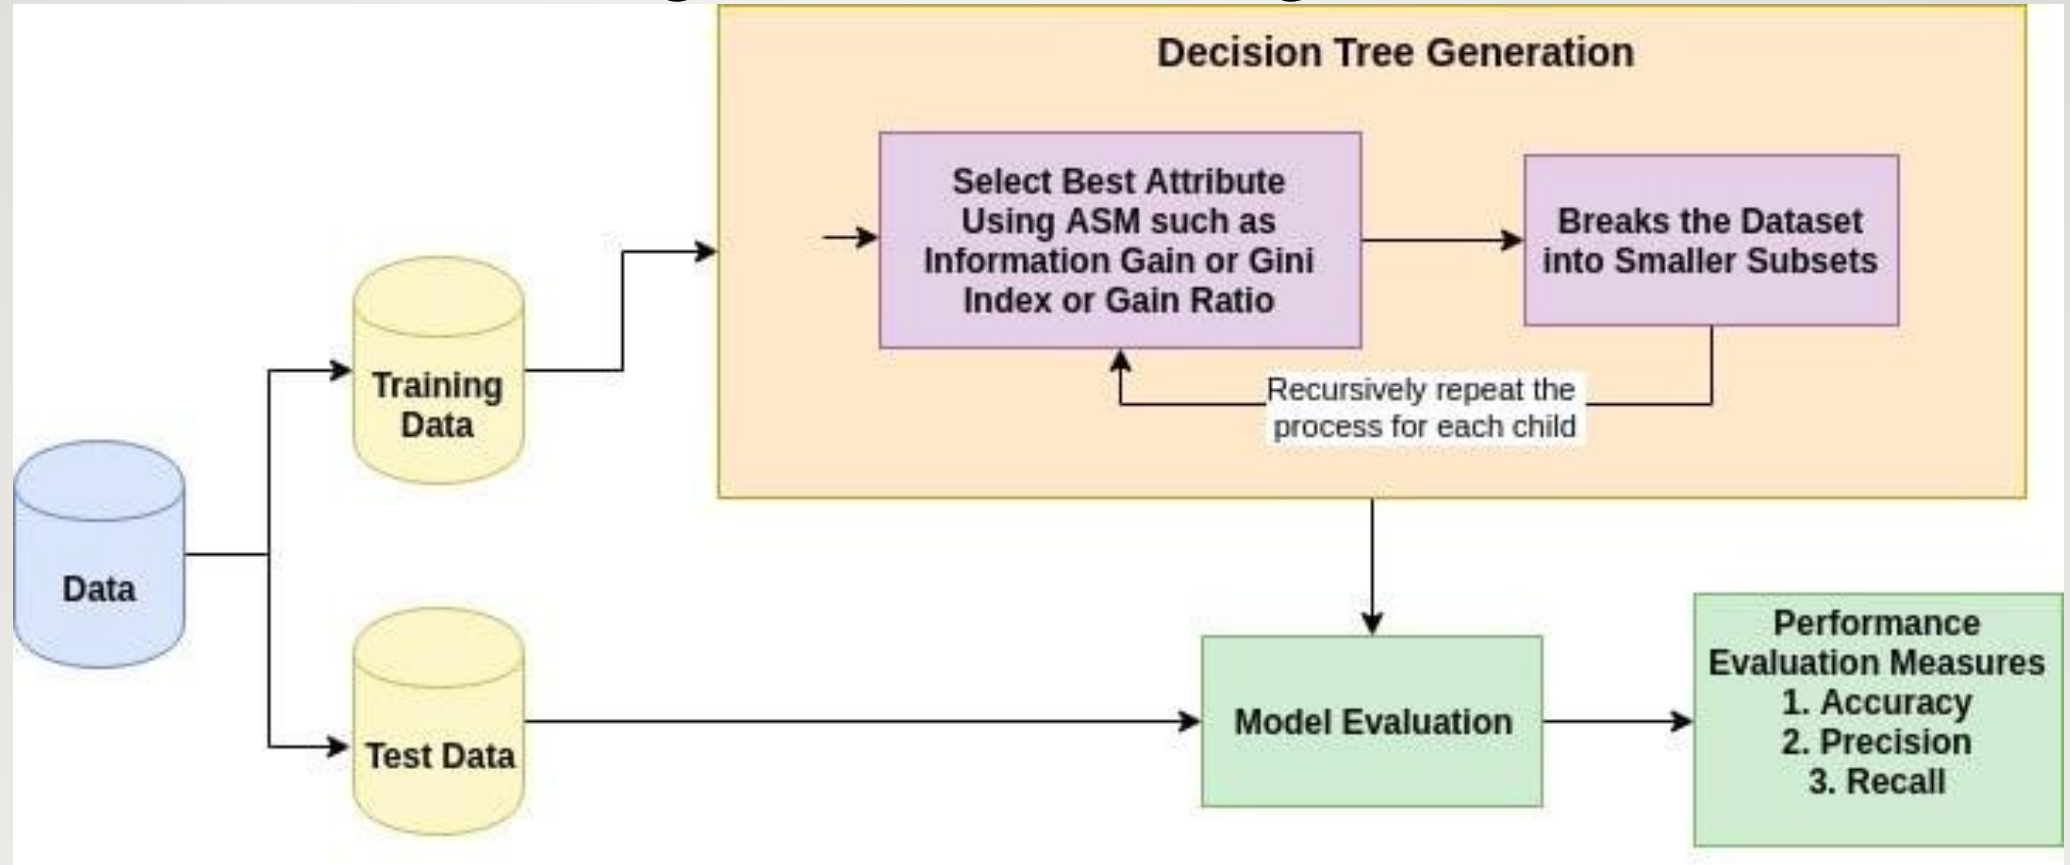 Decision Tree Generation
Select Best Attribute
Using ASM such as
Information Gain or Gini
Index or Gain Ratio
Breaks the Dataset
into Smaller Subsets
Recursively repeat the
process for each child
Training
Data
Data
Test Data
Model Evaluation
Performance
Evaluation Measures
1. Accuracy
2. Precision
3. Recall